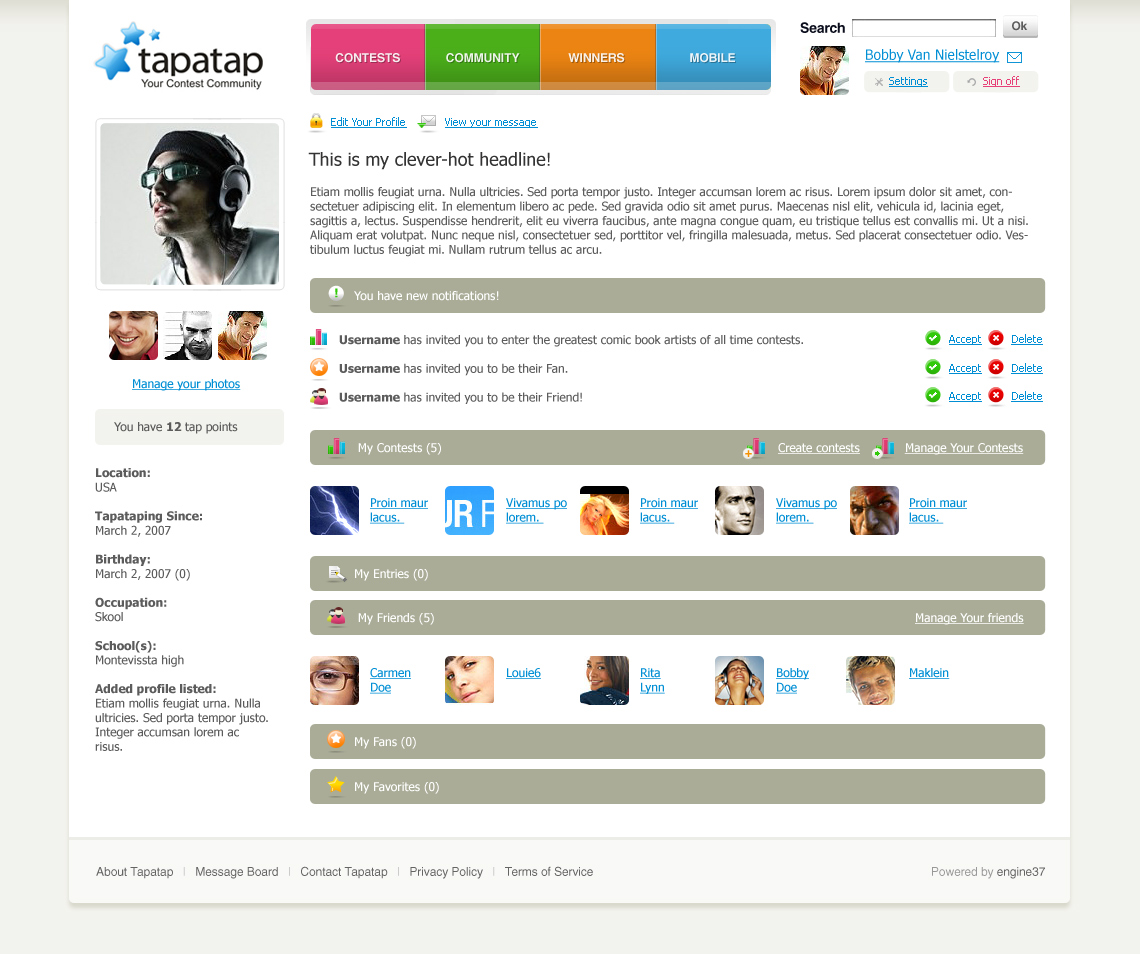 tapatap
Your Contest Community
CONTESTS
COMMUNITY
WINNERS
MOBILE
Search
Ok
Bobby Van Nielstelroy
Settings
Sign off
Edit Your Profile
View your message
This is my clever-hot headline!
Etiam mollis feugiat urna. Nulla ultricies. Sed porta tempor justo. Integer accumsan lorem ac risus. Lorem ipsum dolor sit amet, con-
sectetuer adipiscing elit. In elementum libero ac pede. Sed gravida odio sit amet purus. Maecenas nisl elit, vehicula id, lacinia eget,
sagittis a, lectus. Suspendisse hendrerit, elit eu viverra faucibus, ante magna congue quam, eu tristique tellus est convallis mi. Ut a nisi.
Aliquam erat volutpat. Nunc neque nisl, consectetuer sed, porttitor vel, fringilla malesuada, metus. Sed placerat consectetuer odio. Ves-
tibulum luctus feugiat mi. Nullam rutrum tellus ac arcu.
You have new notifications!
Username has invited you to enter the greatest comic book artists of all time contests.
Accept
Delete
Username has invited you to be their Fan.
Accept
Delete
Username has invited you to be their Friend!
Accept
Delete
Manage your photos
You have 12 tap points
Location:
USA
Tapataping Since:
March 2, 2007
Birthday:
March 2, 2007 (0)
Occupation:
Skool
School(s):
Montevissta high
Added profile listed:
Etiam mollis feugiat urna. Nulla
ultricies. Sed porta tempor justo.
Integer accumsan lorem ac
risus.
My Contests (5)
Create contests
Manage Your Contests
Proin maur
lacus.
UR F
Vivamus po
lorem.
Proin maur
lacus.
Vivamus po
lorem.
Proin maur
lacus.
My Entries (0)
My Friends (5)
Manage Your friends
Carmen
Doe
Louie6
Rita
Lynn
Bobby
Doe
Maklein
My Fans (0)
My Favorites (0)
About Tapatap
Message Board
Contact Tapatap
Privacy Policy
Terms of Service
Powered by engine37